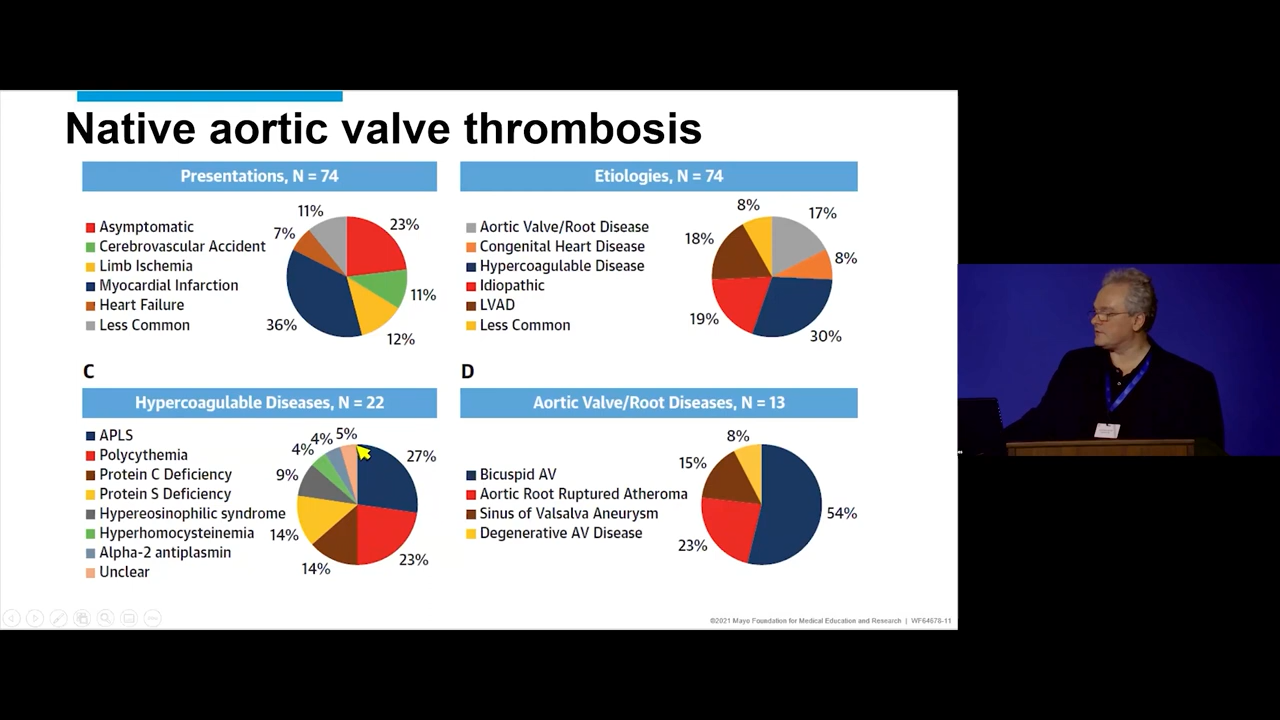 Native aortic valve thrombosis
Presentations, N = 74
Asymptomatic
Cerebrovascular Accident
Limb Ischemia
Myocardial Infarction
Heart Failure
Less Common
11%
23%
7%
11%
36%
12%
Etiologies, N = 74
Aortic Valve/Root Disease
Congenital Heart Disease
Hypercoagulable Disease
Idiopathic
LVAD
Less Common
8%
17%
18%
8%
19%
30%
C
Hypercoagulable Diseases, N = 22
APLS
Polycythemia
Protein C Deficiency
Protein S Deficiency
Hypereosinophilic syndrome
Hyperhomocysteinemia
Alpha-2 antiplasmin
Unclear
4%
4%
5%
27%
9%
14%
14%
23%
D
Aortic Valve/Root Diseases, N = 13
Bicuspid AV
Aortic Root Ruptured Atheroma
Sinus of Valsalva Aneurysm
Degenerative AV Disease
8%
15%
54%
23%
©2021 Mayo Foundation for Medical Education and Research | WF64678-11